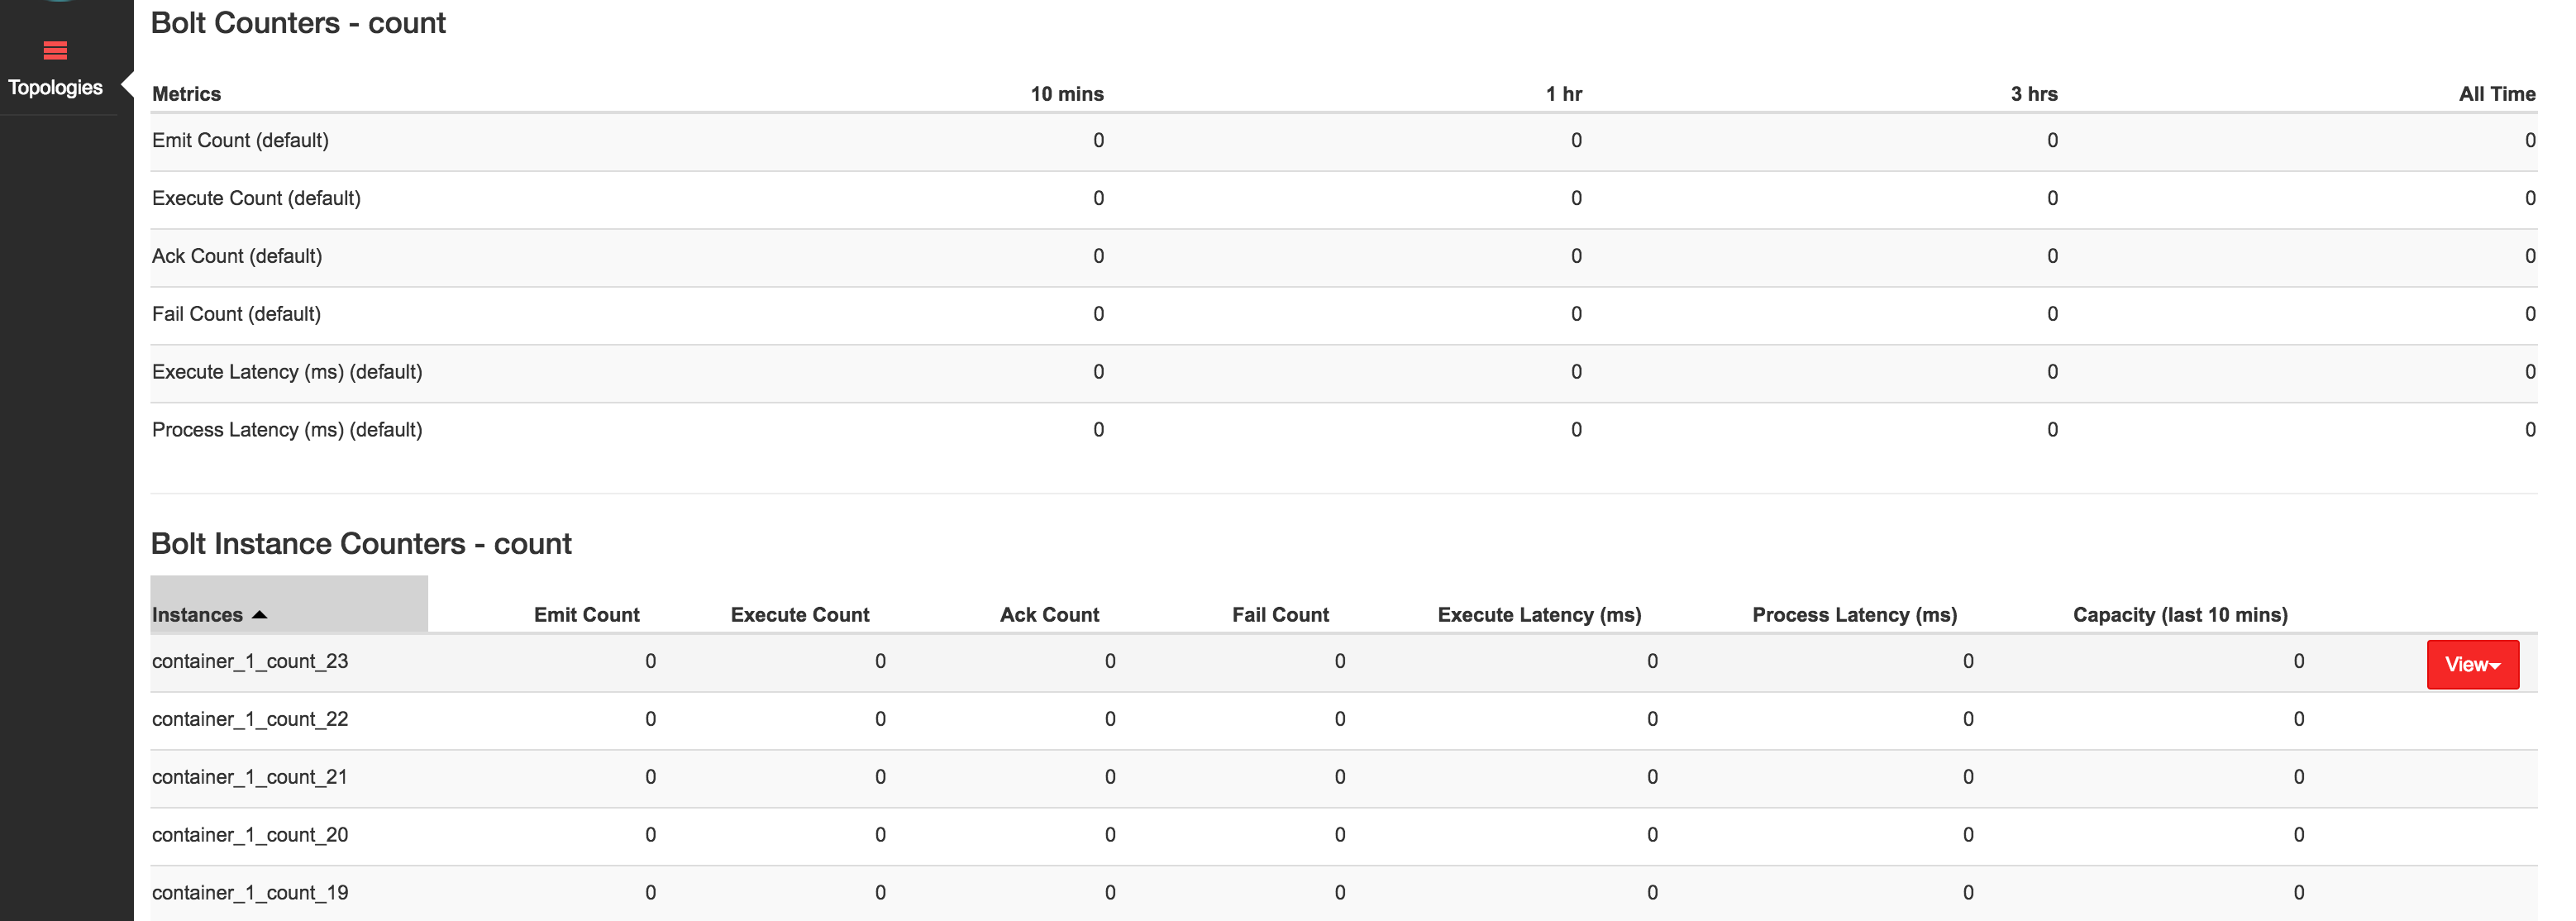 Topologies
Bolt Counters - count
Metrics 10 mins 1 hr 3 hrs All Time
Emit Count (default) 0 0 0 0
Execute Count (default) 0 0 0 0
Ack Count (default) 0 0 0 0
Fail Count (default) 0 0 0 0
Execute Latency (ms) (default) 0 0 0 0
Process Latency (ms) (default) 0 0 0 0
Bolt Instance Counters - count
Instances Emit Count Execute Count Ack Count Fail Count Execute Latency (ms) Process Latency (ms) Capacity (last 10 mins)
container_1_count_23 0 0 0 0 0 0 0 View
container_1_count_22 0 0 0 0 0 0 0
container_1_count_21 0 0 0 0 0 0 0
container_1_count_20 0 0 0 0 0 0 0
container_1_count_19 0 0 0 0 0 0 0